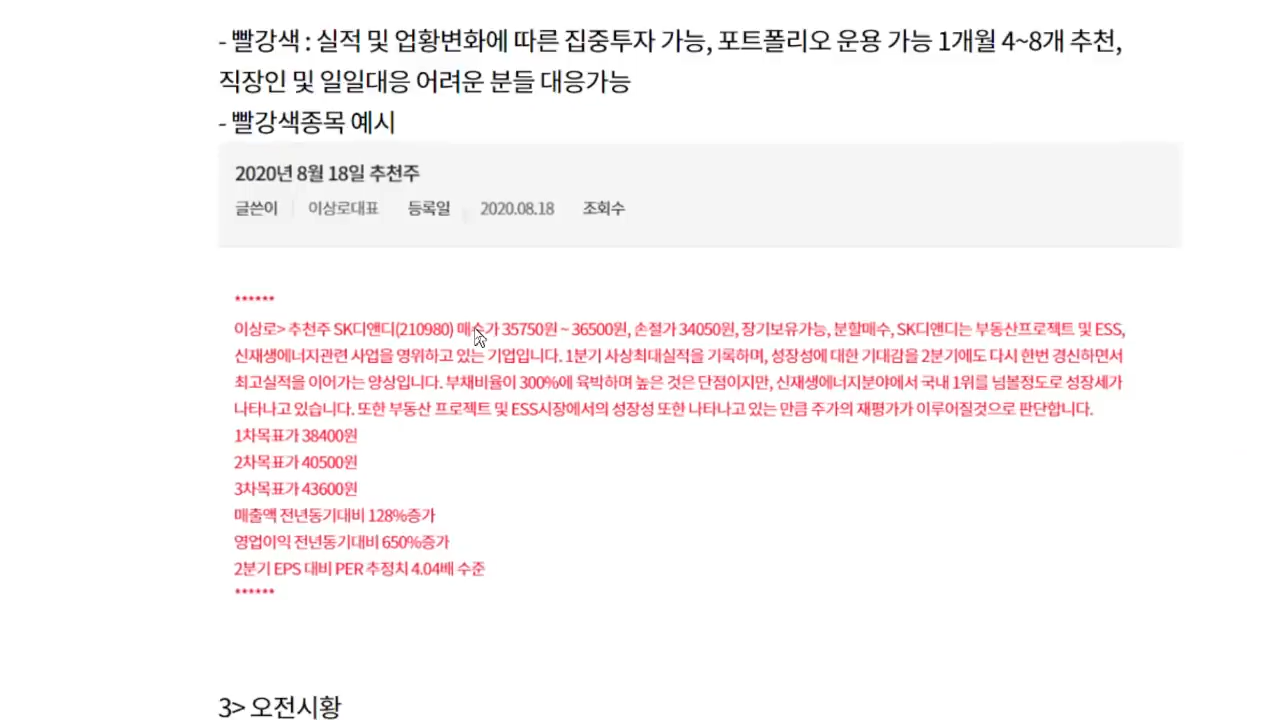 - 빨강색 : 실적 및 업황변화에 따른 집중투자 가능, 포트폴리오 운용 가능 1개월 4~8개 추천,
직장인 및 일일대응 어려운 분들 대응가능
- 빨강색종목 예시
2020년 8월 18일 추천주
글쓴이 이상로대표 등록일 2020.08.18 조회수
******
이상로> 추천주 SK디앤디(210980) 매수가 35750원 ~ 36500원, 손절가 34050원, 장기보유가능, 분할매수, SK디앤디는 부동산프로젝트 및 ESS,
신재생에너지관련 사업을 영위하고 있는 기업입니다. 1분기 사상최대실적을 기록하며, 성장성에 대한 기대감을 2분기에도 다시 한번 경신하면서
최고실적을 이어가는 양상입니다. 부채비율이 300%에 육박하며 높은 것은 단점이지만, 신재생에너지분야에서 국내 1위를 넘볼정도로 성장세가
나타나고 있습니다. 또한 부동산 프로젝트 및 ESS시장에서의 성장성 또한 나타나고 있는 만큼 주가의 재평가가 이루어질것으로 판단합니다.
1차목표가 38400원
2차목표가 40500원
3차목표가 43600원
매출액 전년동기대비 128%증가
영업이익 전년동기대비 650%증가
2분기 EPS 대비 PER 추정치 4.04배 수준
******
3> 오전시황